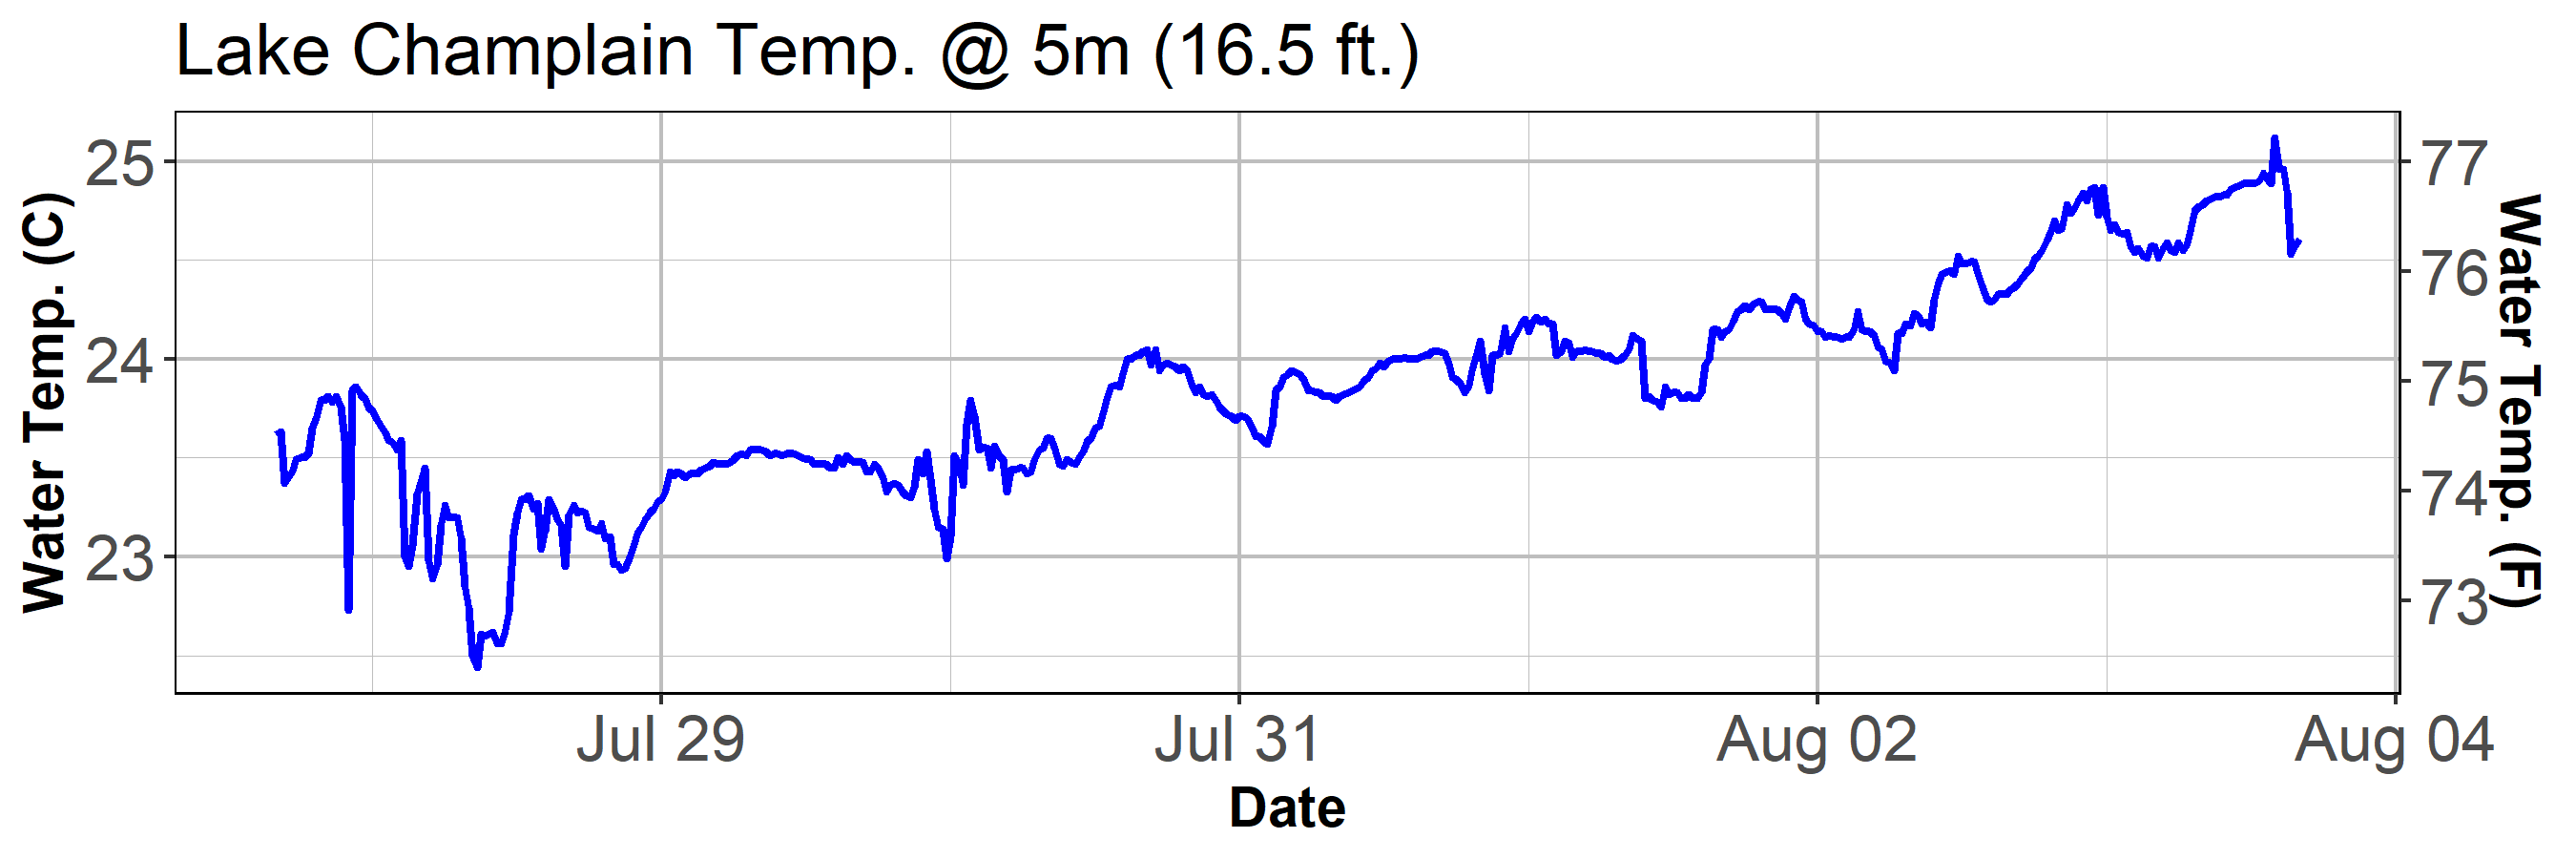 Lake Champlain Temp. @ 5m (16.5 ft.)
Water Temp. (C)
25
24
23
77
76
75
74
73
Water Temp. (F)
Jul 29
Jul 31
Aug 02
Aug 04
Date